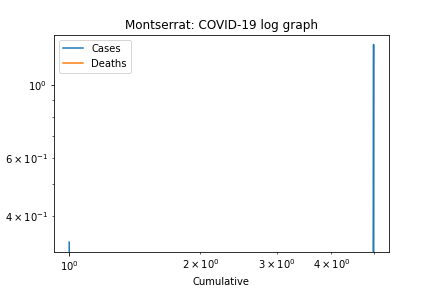 Montserrat: COVID-19 log graph
Cases
Deaths
10⁰
6 × 10⁻¹
4 × 10⁻¹
10⁰
2 × 10⁰
3 × 10⁰
4 × 10⁰
Cumulative